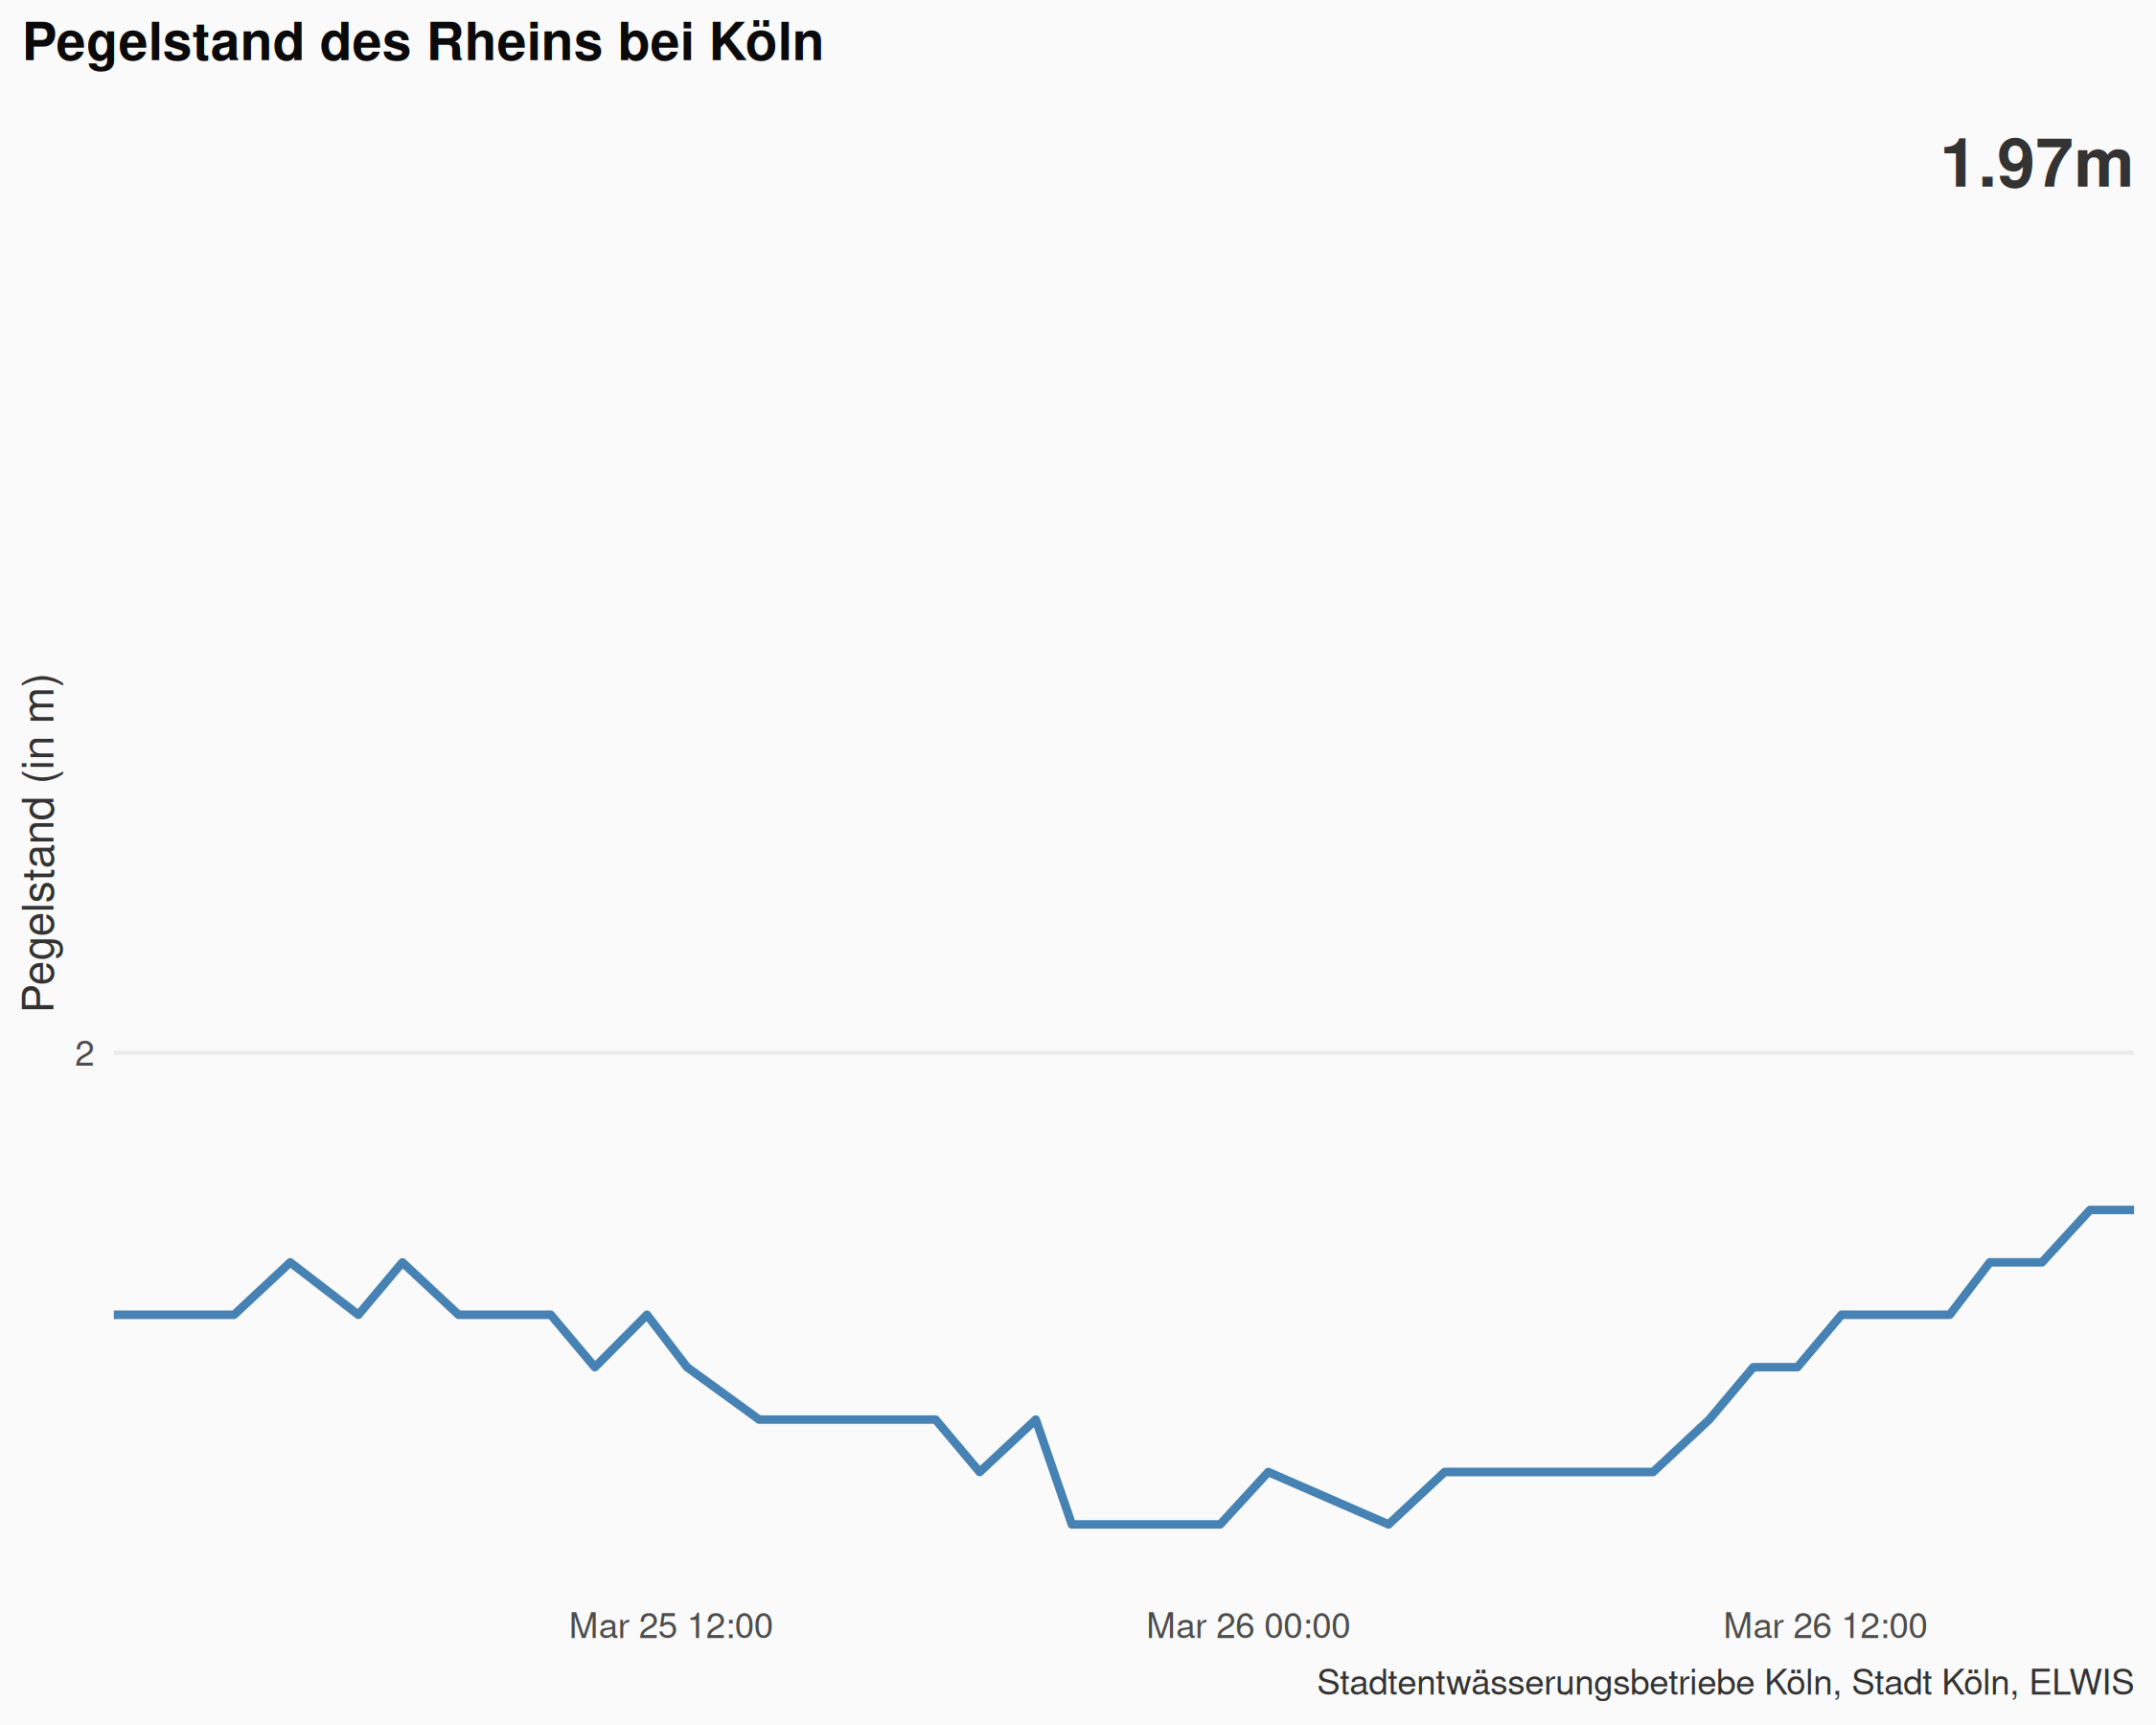 Pegelstand des Rheins bei Köln
1.97m
Pegelstand (in m)
2
Mar 25 12:00
Mar 26 00:00
Mar 26 12:00
Stadtentwässerungsbetriebe Köln, Stadt Köln, ELWIS